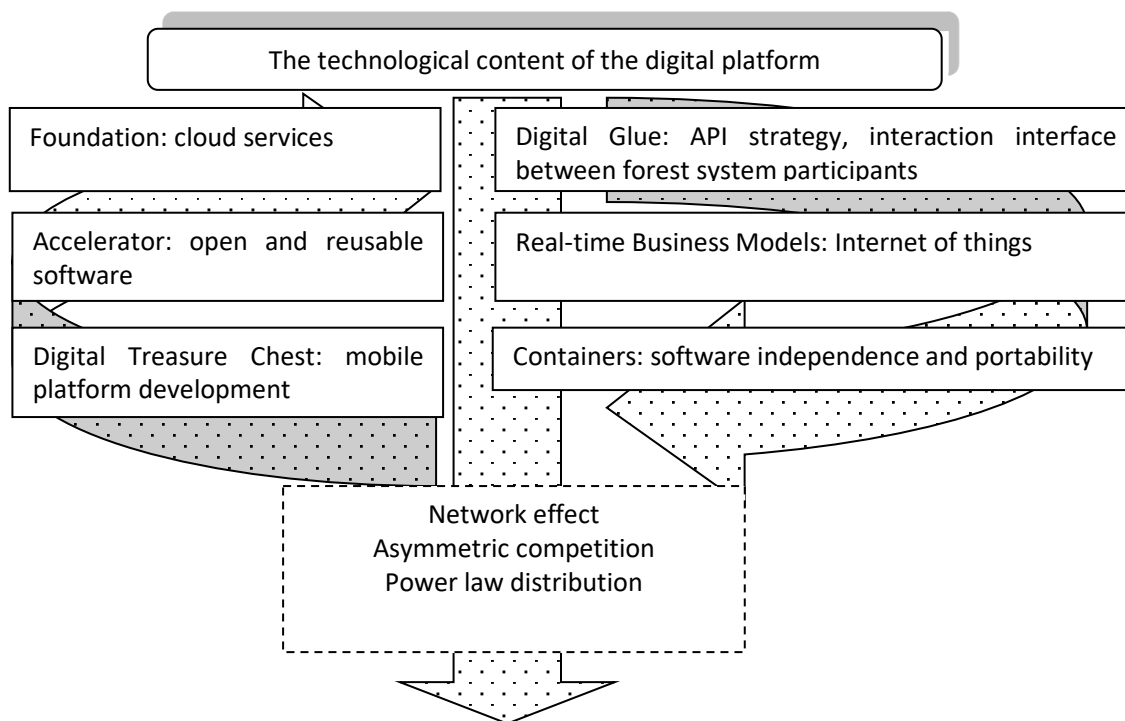 The technological content of the digital platform
Foundation: cloud services
Digital Glue: API strategy, interaction interface
between forest system participants
Accelerator: open and reusable
software
Real-time Business Models: Internet of things
Digital Treasure Chest: mobile
platform development
Containers: software independence and portability
Network effect
Asymmetric competition
Power law distribution